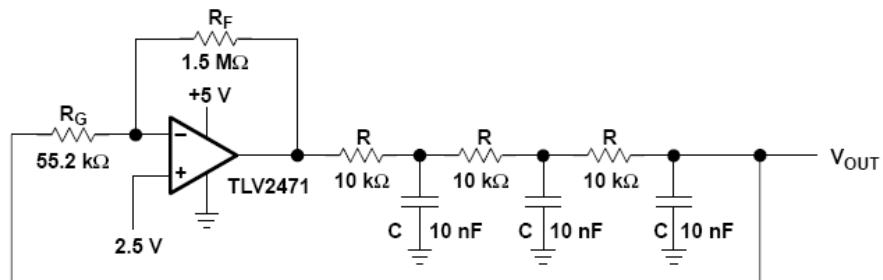 R_F
1.5 MΩ
+5 V
R_G
55.2 kΩ
−
+
TLV2471
2.5 V
R
10 kΩ
R
10 kΩ
R
10 kΩ
C 10 nF
C 10 nF
C 10 nF
V_OUT